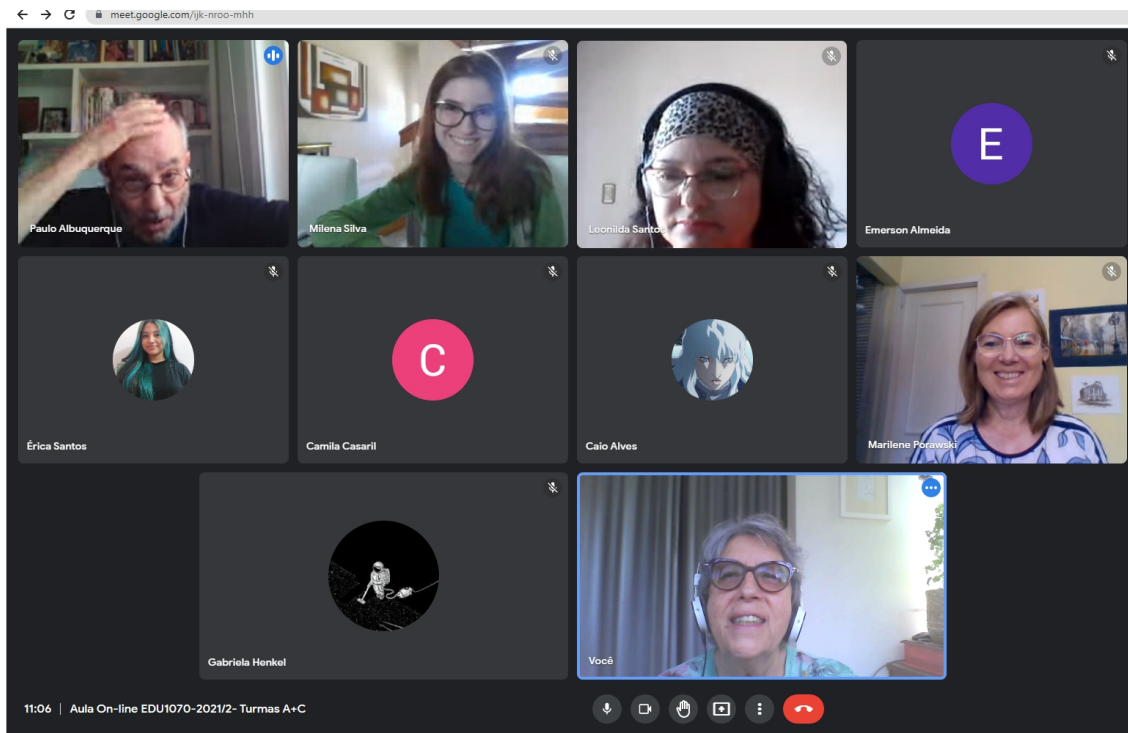 meet.google.com/ijk-nroo-mhh
Paulo Albuquerque
Milena Silva
Leonilda Santos
E
Emerson Almeida
Érica Santos
C
Camila Casaril
Caio Alves
Marilene Porawski
Gabriela Henkel
Você
11:06 | Aula On-line EDU1070-2021/2- Turmas A+C